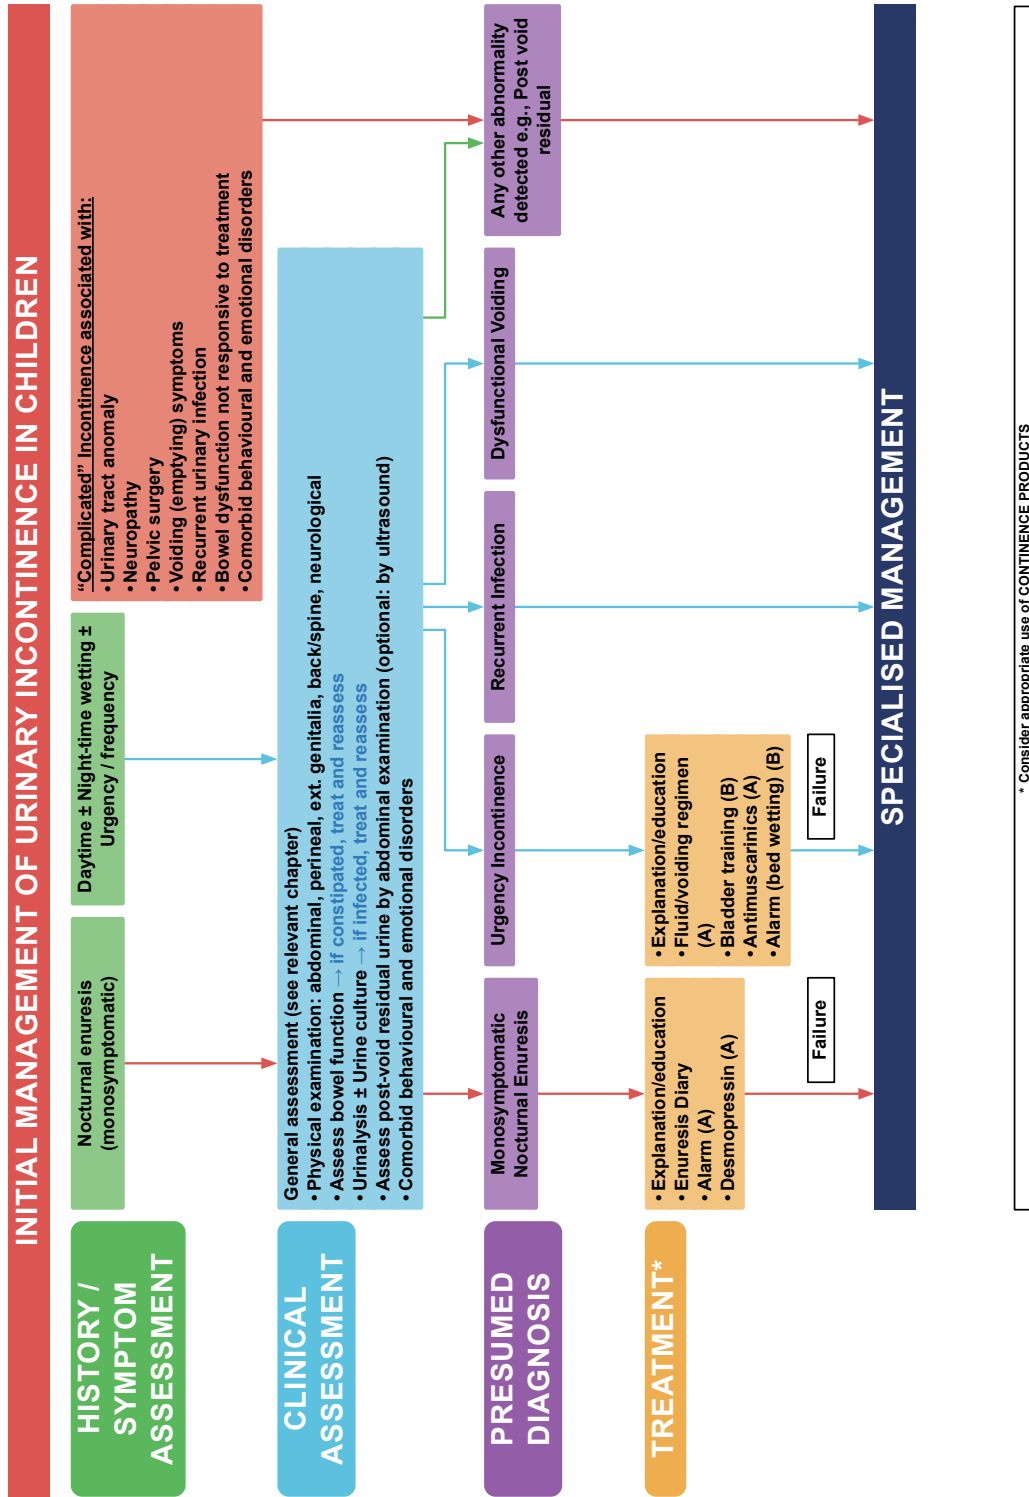 INITIAL MANAGEMENT OF URINARY INCONTINENCE IN CHILDREN
HISTORY /
SYMPTOM
ASSESSMENT
Nocturnal enuresis
(monosymptomatic)
Daytime ± Night-time wetting ±
Urgency / frequency
“Complicated” Incontinence associated with:
• Urinary tract anomaly
• Neuropathy
• Pelvic surgery
• Voiding (emptying) symptoms
• Recurrent urinary infection
• Bowel dysfunction not responsive to treatment
• Comorbid behavioural and emotional disorders
CLINICAL
ASSESSMENT
General assessment (see relevant chapter)
• Physical examination: abdominal, perineal, ext. genitalia, back/spine, neurological
• Assess bowel function → if constipated, treat and reassess
• Urinalysis ± Urine culture → if infected, treat and reassess
• Assess post-void residual urine by abdominal examination (optional: by ultrasound)
• Comorbid behavioural and emotional disorders
PRESUMED
DIAGNOSIS
Monosymptomatic
Nocturnal Enuresis
Urgency Incontinence
Recurrent Infection
Dysfunctional Voiding
Any other abnormality
detected e.g., Post void
residual
TREATMENT*
• Explanation/education
• Enuresis Diary
• Alarm (A)
• Desmopressin (A)
• Explanation/education
• Fluid/voiding regimen
(A)
• Bladder training (B)
• Antimuscarinics (A)
• Alarm (bed wetting) (B)
Failure
Failure
SPECIALISED MANAGEMENT
* Consider appropriate use of CONTINENCE PRODUCTS